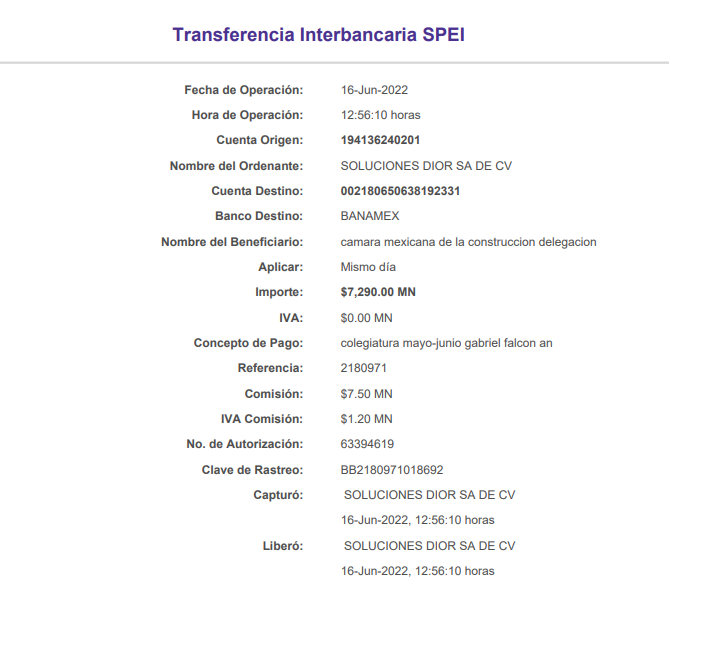 Transferencia Interbancaria SPEI
Fecha de Operación: 16-Jun-2022
Hora de Operación: 12:56:10 horas
Cuenta Origen: 194136240201
Nombre del Ordenante: SOLUCIONES DIOR SA DE CV
Cuenta Destino: 002180650638192331
Banco Destino: BANAMEX
Nombre del Beneficiario: camara mexicana de la construccion delegacion
Aplicar: Mismo día
Importe: $7,290.00 MN
IVA: $0.00 MN
Concepto de Pago: colegiatura mayo-junio gabriel falcon an
Referencia: 2180971
Comisión: $7.50 MN
IVA Comisión: $1.20 MN
No. de Autorización: 63394619
Clave de Rastreo: BB2180971018692
Capturó: SOLUCIONES DIOR SA DE CV
16-Jun-2022, 12:56:10 horas
Liberó: SOLUCIONES DIOR SA DE CV
16-Jun-2022, 12:56:10 horas